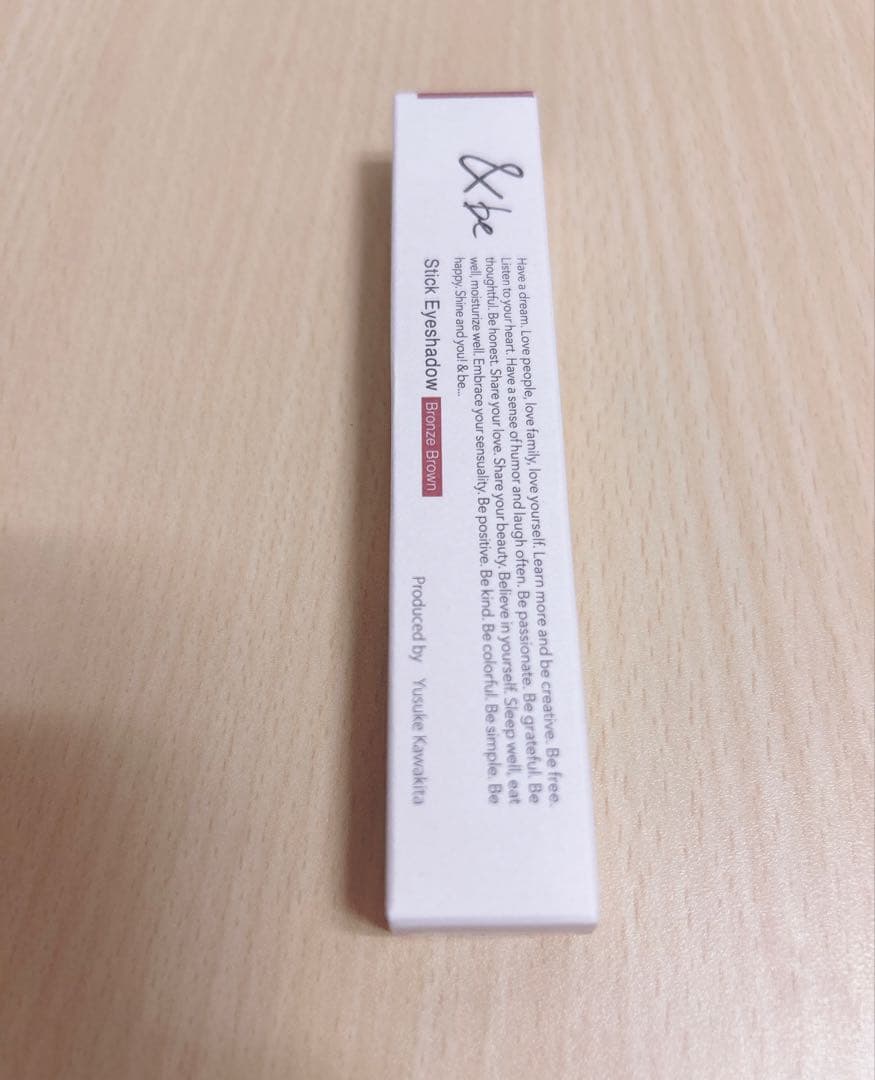 & be
Have a dream. Love people, love family, love yourself. Learn more and be creative. Be free.
Listen to your heart. Have a sense of humor and laugh often. Be passionate. Be grateful. Be
thoughtful. Be honest. Share your love. Share your beauty. Believe in yourself. Sleep well, eat
well, moisturize well. Embrace your sensuality. Be positive. Be kind. Be colorful. Be simple. Be
happy. Shine and you! & be...
Stick Eyeshadow Bronze Brown
Produced by Yusuke Kawakita